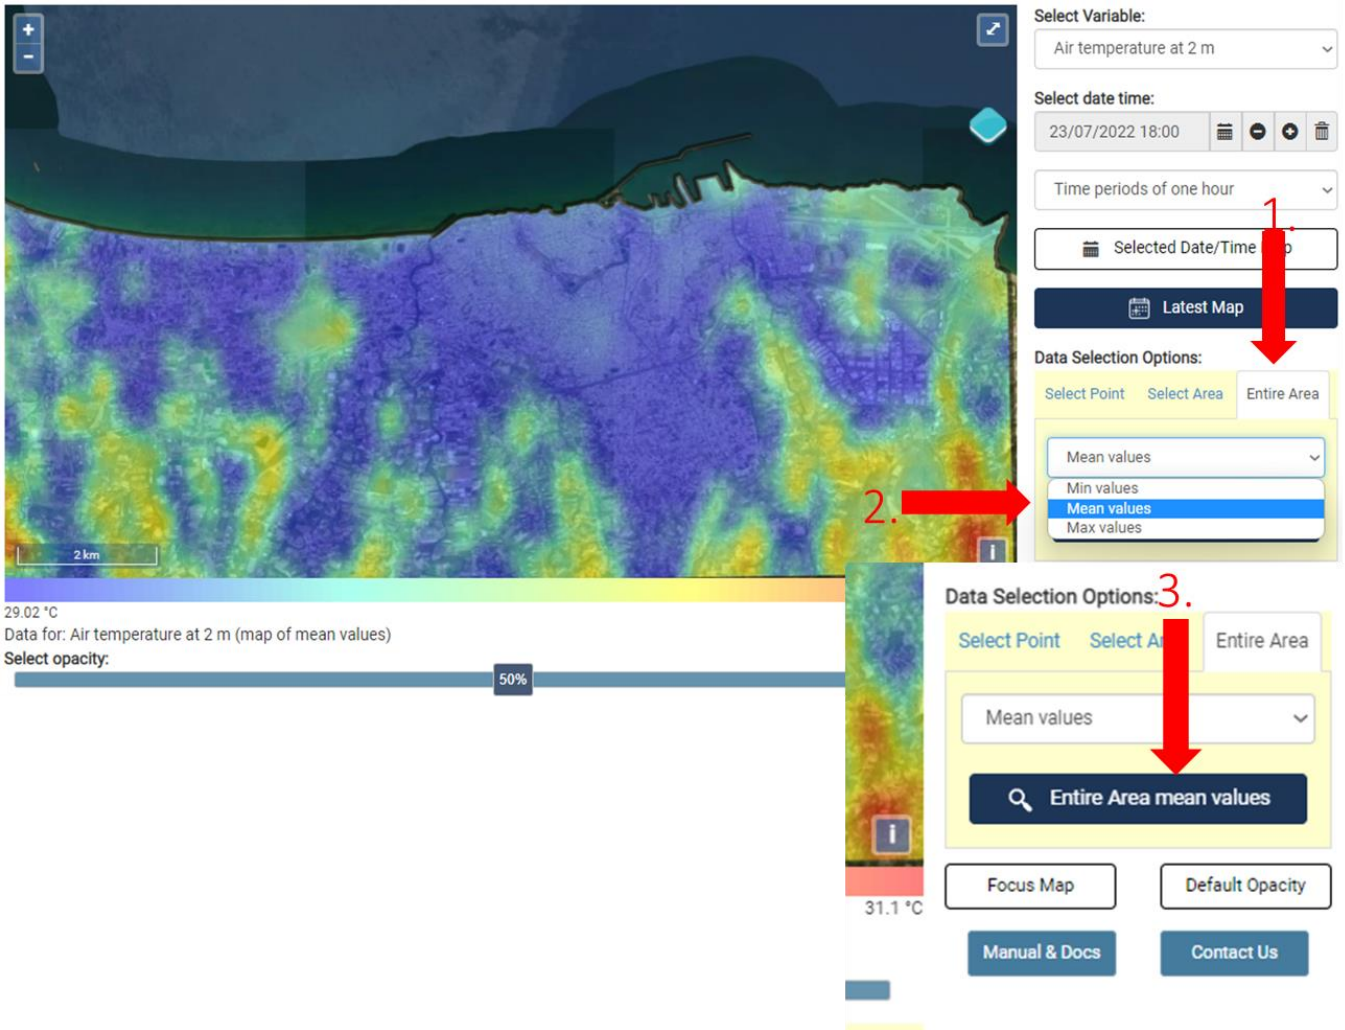 +
-
2 km
i
29.02 °C
Data for: Air temperature at 2 m (map of mean values)
Select opacity:
50%
Select Variable:
Air temperature at 2 m
Select date time:
23/07/2022 18:00
Time periods of one hour
1.
Selected Date/Time
Latest Map
Data Selection Options:
Select Point Select Area Entire Area
Mean values
Min values
2.
Mean values
Max values
Data Selection Options:
3.
Select Point Select Entire Area
Mean values
Entire Area mean values
i
31.1 °C
Focus Map Default Opacity
Manual & Docs Contact Us